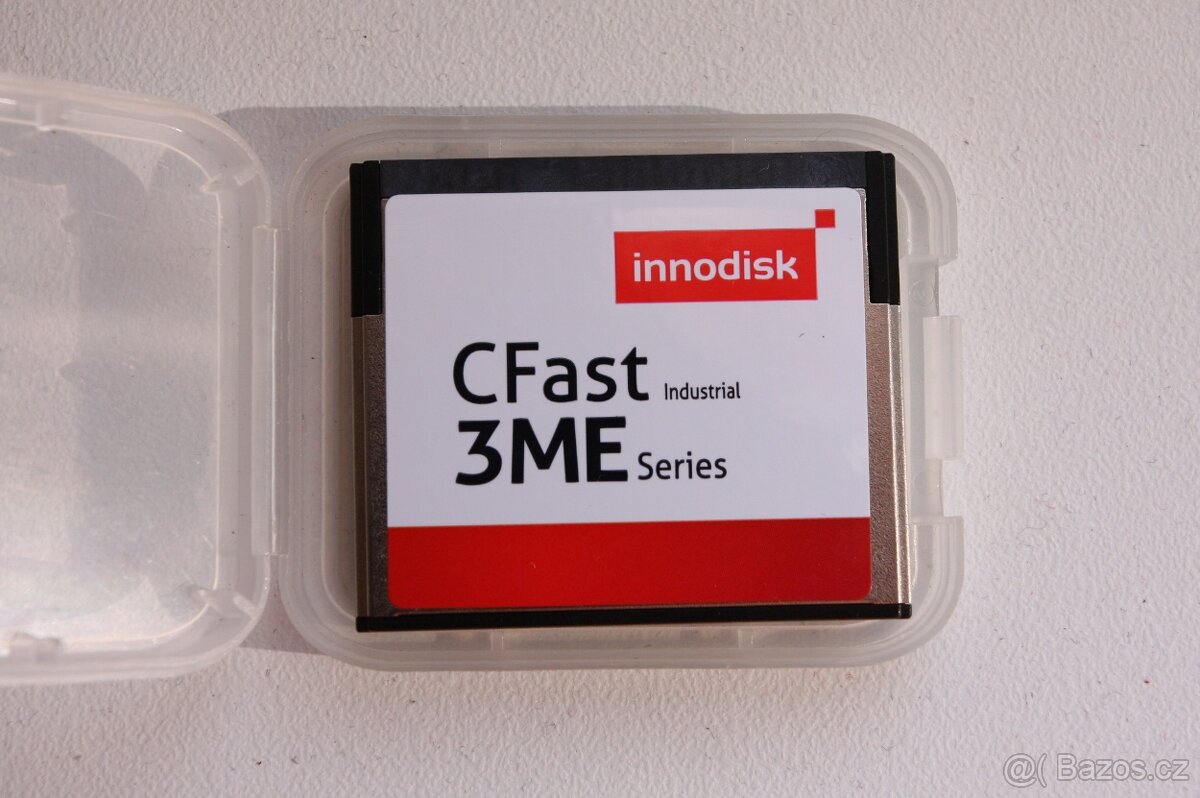 innodisk
CFast Industrial
3ME Series
@( Bazos.cz